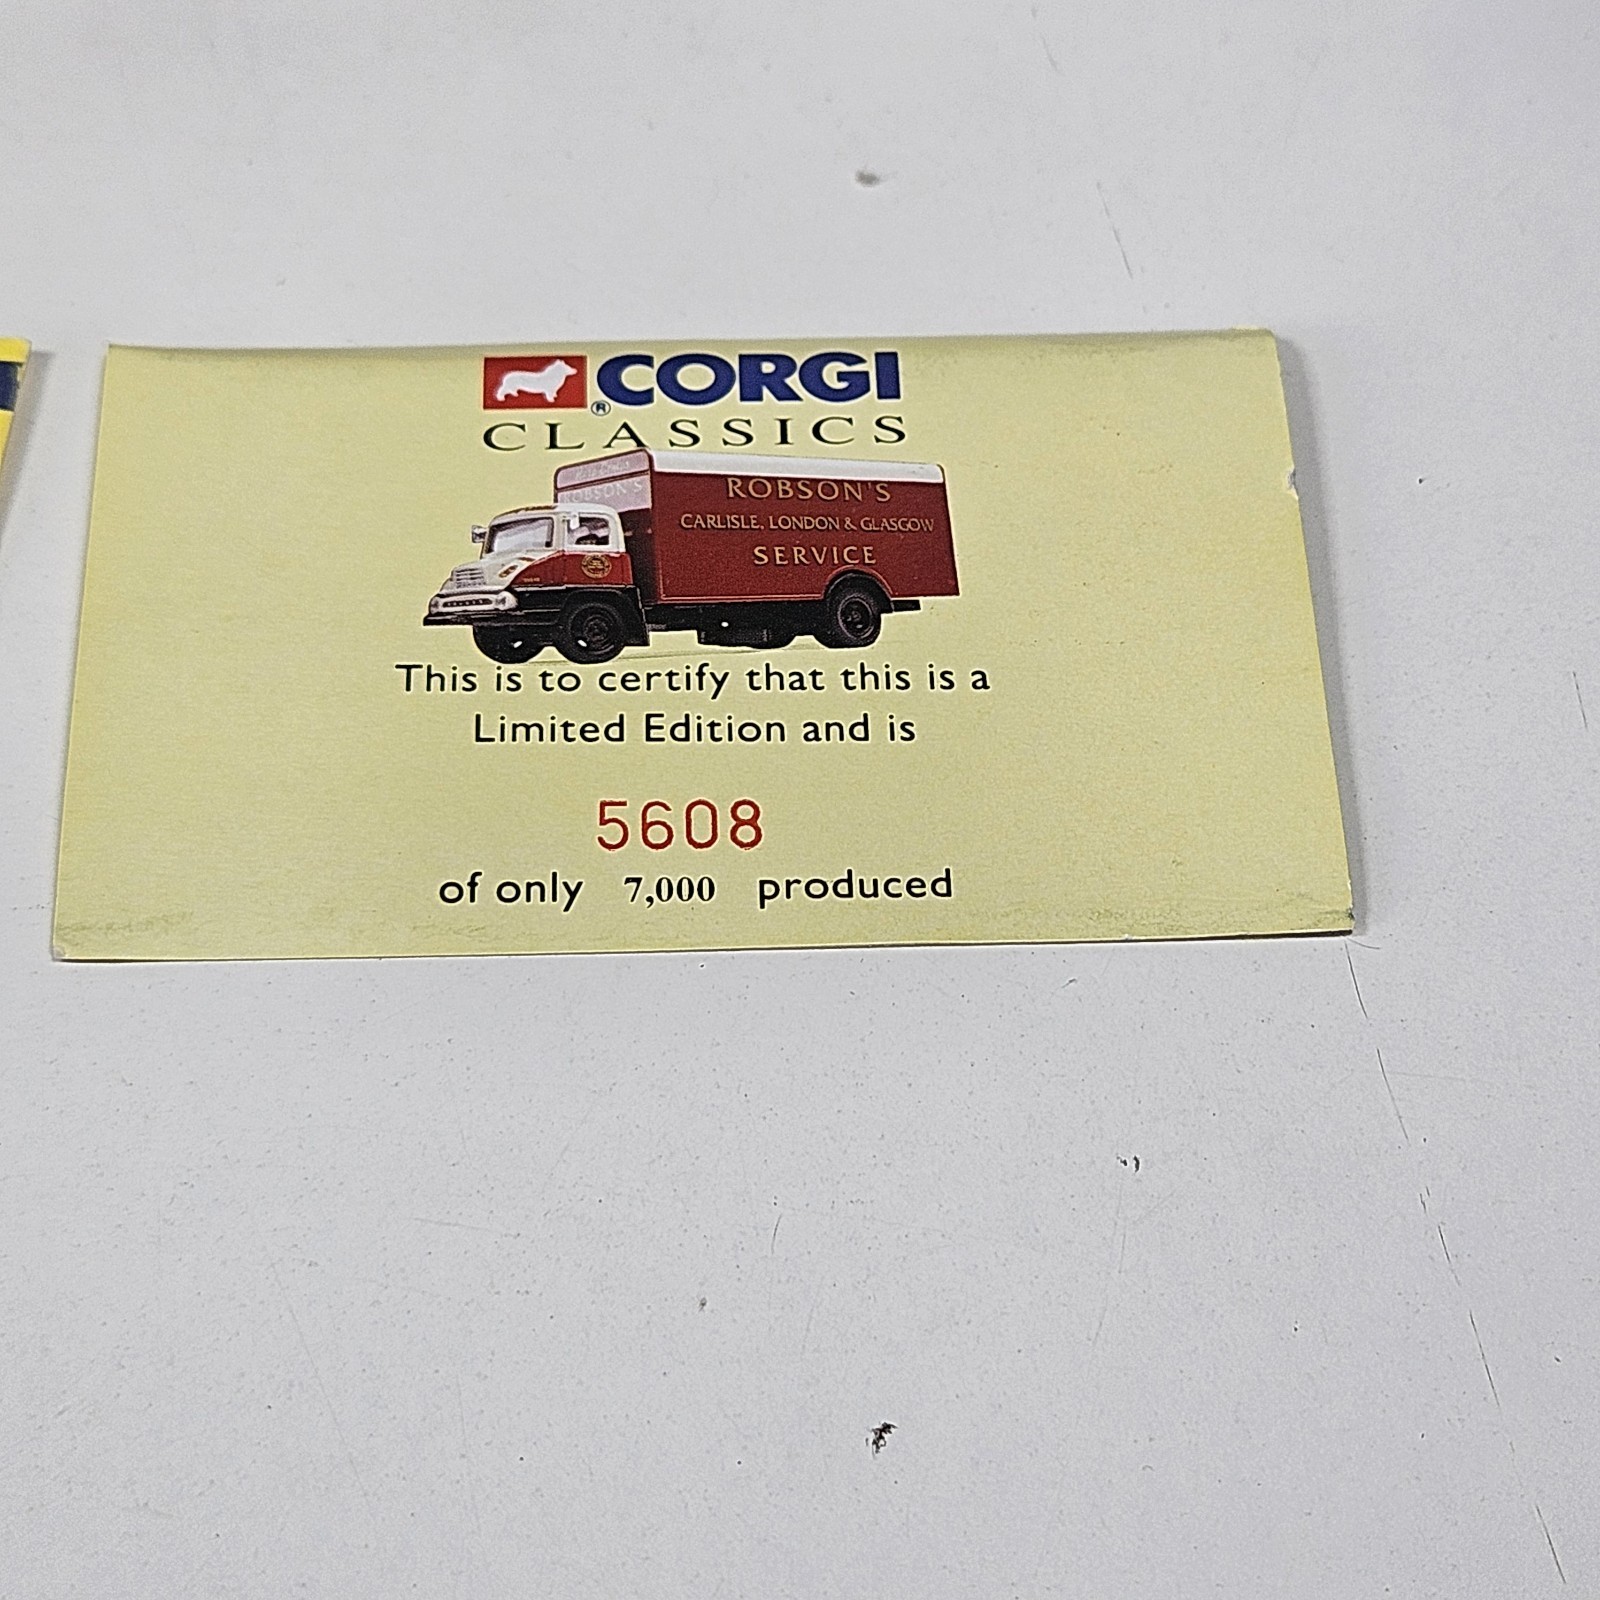 CORGI
®
CLASSICS
ROBSON'S
ROBSON'S
CARLISLE, LONDON & GLASGOW
SERVICE
This is to certify that this is a
Limited Edition and is
5608
of only 7,000 produced